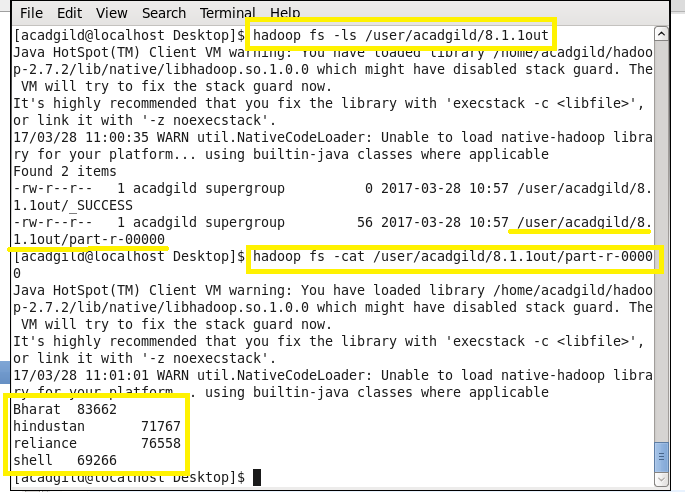 File Edit View Search Terminal Help
[acadgild@localhost Desktop]$ hadoop fs -ls /user/acadgild/8.1.1out
Java HotSpot(TM) Client VM warning: You have loaded library /home/acadgild/hadoo
p-2.7.2/lib/native/libhadoop.so.1.0.0 which might have disabled stack guard. The
 VM will try to fix the stack guard now.
It's highly recommended that you fix the library with 'execstack -c <libfile>',
or link it with '-z noexecstack'.
17/03/28 11:00:35 WARN util.NativeCodeLoader: Unable to load native-hadoop libra
ry for your platform... using builtin-java classes where applicable
Found 2 items
-rw-r--r--   1 acadgild supergroup          0 2017-03-28 10:57 /user/acadgild/8.
1.1out/_SUCCESS
-rw-r--r--   1 acadgild supergroup         56 2017-03-28 10:57 /user/acadgild/8.
1.1out/part-r-00000
[acadgild@localhost Desktop]$ hadoop fs -cat /user/acadgild/8.1.1out/part-r-0000
0
Java HotSpot(TM) Client VM warning: You have loaded library /home/acadgild/hadoo
p-2.7.2/lib/native/libhadoop.so.1.0.0 which might have disabled stack guard. The
 VM will try to fix the stack guard now.
It's highly recommended that you fix the library with 'execstack -c <libfile>',
or link it with '-z noexecstack'.
17/03/28 11:01:01 WARN util.NativeCodeLoader: Unable to load native-hadoop libra
ry for your platform... using builtin-java classes where applicable
Bharat  83662
hindustan       71767
reliance        76558
shell   69266
[acadgild@localhost Desktop]$